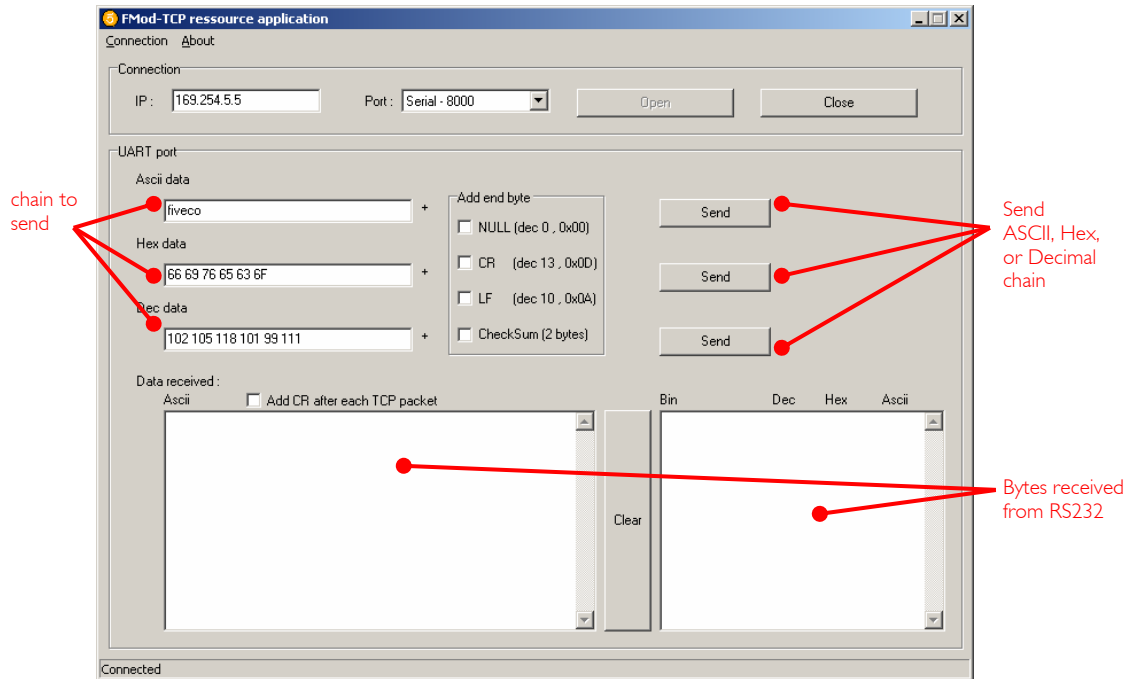 FMod-TCP ressource application
Connection About
Connection
IP : 169.254.5.5 Port : Serial - 8000 Open Close
UART port
Ascii data
fiveco +
Hex data
66 69 76 65 63 6F +
Dec data
102 105 118 101 99 111 +
Add end byte
NULL (dec 0 , 0x00)
CR (dec 13 , 0x0D)
LF (dec 10 , 0x0A)
CheckSum (2 bytes)
Send
Send
Send
chain to
send
Send
ASCII, Hex,
or Decimal
chain
Data received :
Ascii Add CR after each TCP packet
Bin Dec Hex Ascii
Clear
Bytes received
from RS232
Connected